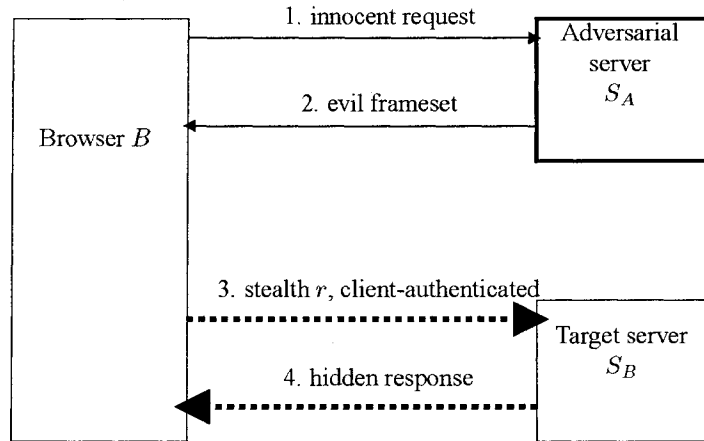 1. innocent request
Adversarial
server
S_A
2. evil frameset
Browser B
3. stealth r, client-authenticated
Target server
S_B
4. hidden response